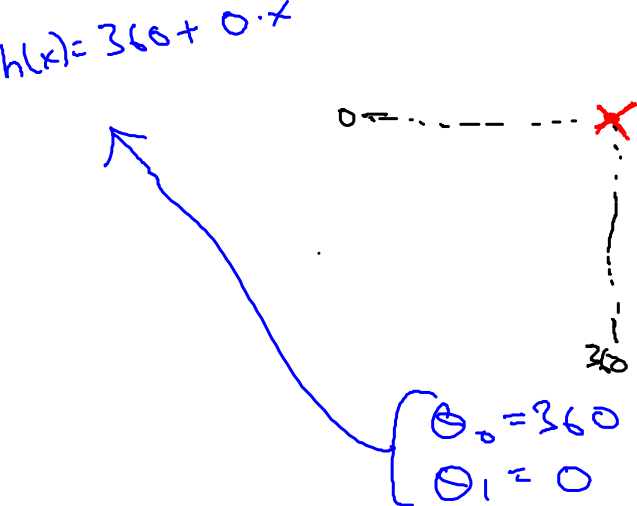 h(x) = 360 + 0·x
0
360
θ₀ = 360
θ₁ = 0